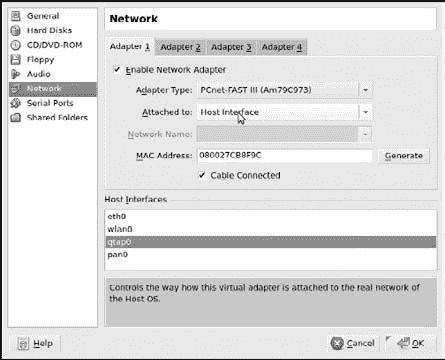 General
Hard Disks
CD/DVD-ROM
Floppy
Audio
Network
Serial Ports
Shared Folders
Network
Adapter 1 Adapter 2 Adapter 3 Adapter 4
Enable Network Adapter
Adapter Type: PCnet-FAST III (Am79C973)
Attached to: Host Interface
Network Name:
MAC Address: 080027CB8F9C Generate
Cable Connected
Host Interfaces
eth0
wlan0
qtap0
pan0
Controls the way how this virtual adapter is attached to the real network of
the Host OS.
Help Cancel OK